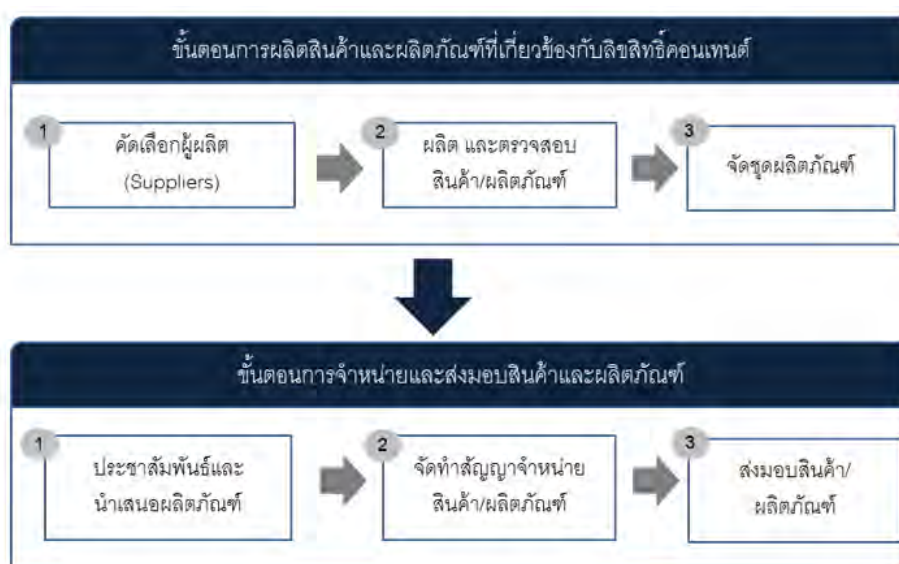 ขั้นตอนการผลิตสินค้าและผลิตภัณฑ์ที่เกี่ยวข้องกับลิขสิทธิ์คอนเทนต์
1
คัดเลือกผู้ผลิต
(Suppliers)
2
ผลิต และตรวจสอบ
สินค้า/ผลิตภัณฑ์
3
จัดชุดผลิตภัณฑ์
ขั้นตอนการจำหน่ายและส่งมอบสินค้าและผลิตภัณฑ์
1
ประชาสัมพันธ์และ
นำเสนอผลิตภัณฑ์
2
จัดทำสัญญาจำหน่าย
สินค้า/ผลิตภัณฑ์
3
ส่งมอบสินค้า/
ผลิตภัณฑ์